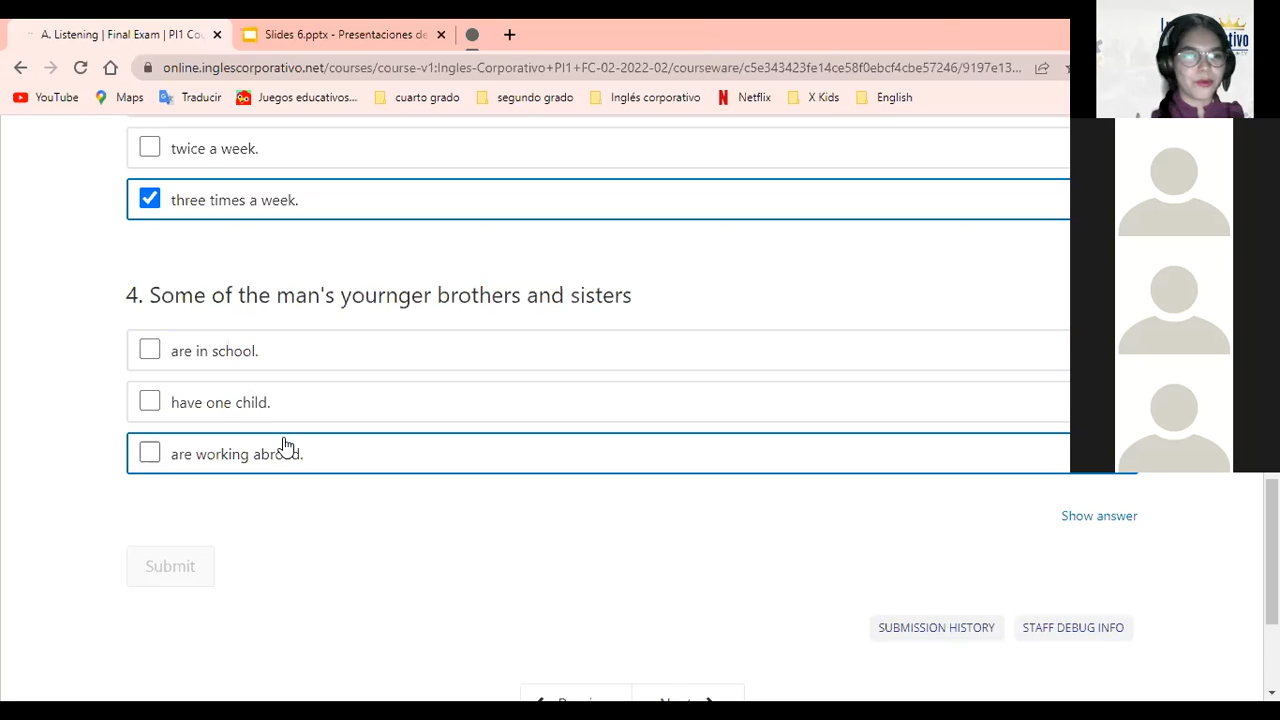 A. Listening | Final Exam | PI1 Co
Slides 6.pptx - Presentaciones de
online.inglescorporativo.net/courses/course-v1:Ingles-Corporativo+PI1+FC-02-2022-02/courseware/c5e343423fe14ce58f0ebcf4cbe57246/9197e13...
YouTube Maps Traducir Juegos educativos... cuarto grado segundo grado Inglés corporativo Netflix X Kids English
twice a week.
three times a week.
4. Some of the man's yournger brothers and sisters
are in school.
have one child.
are working abroad.
Show answer
Submit
SUBMISSION HISTORY STAFF DEBUG INFO